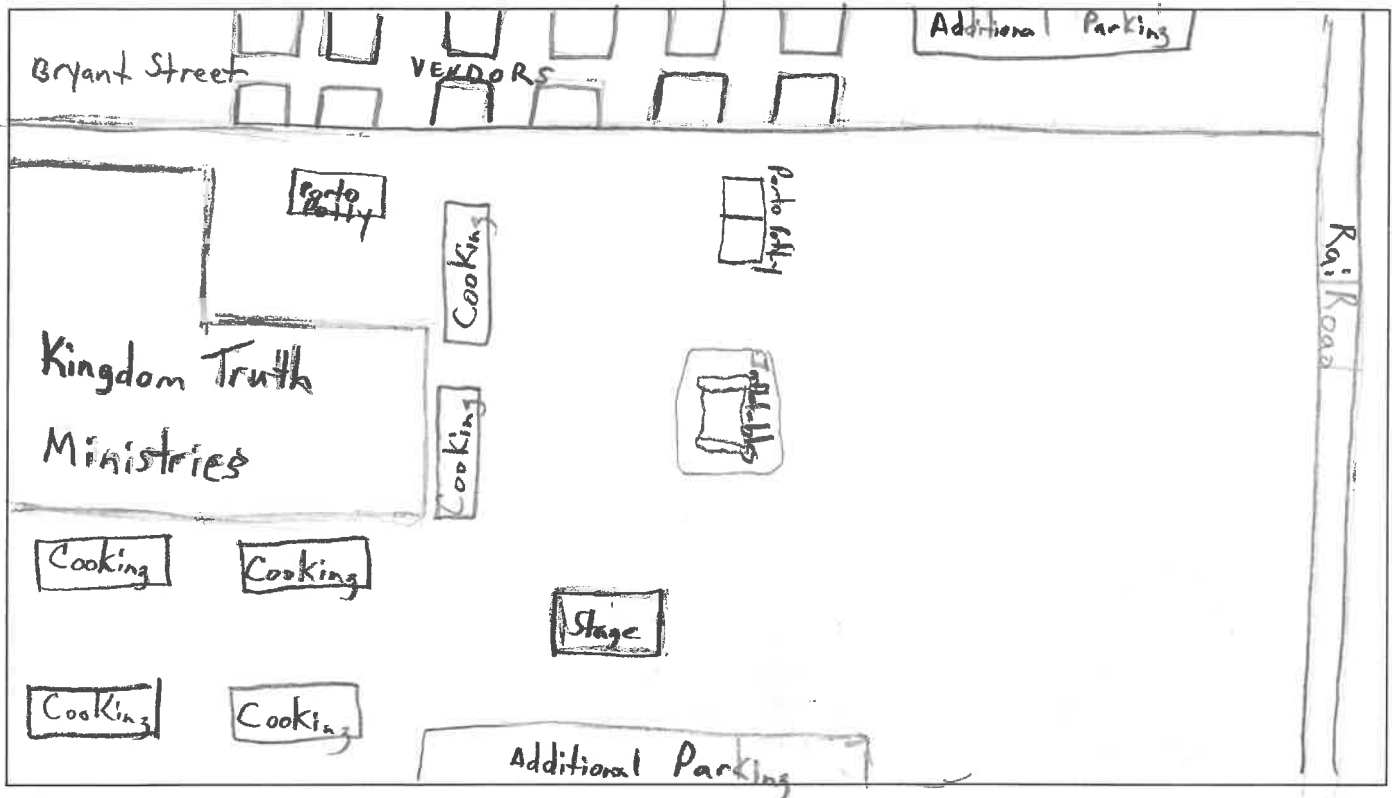 Additional Parking
Bryant Street
VENDORS
Porto
Potty
Porto Potty
Cooking
Rail Road
Kingdom Truth
Ministries
Inflatables
Cooking
Cooking
Cooking
Stage
Cooking
Cooking
Additional Parking